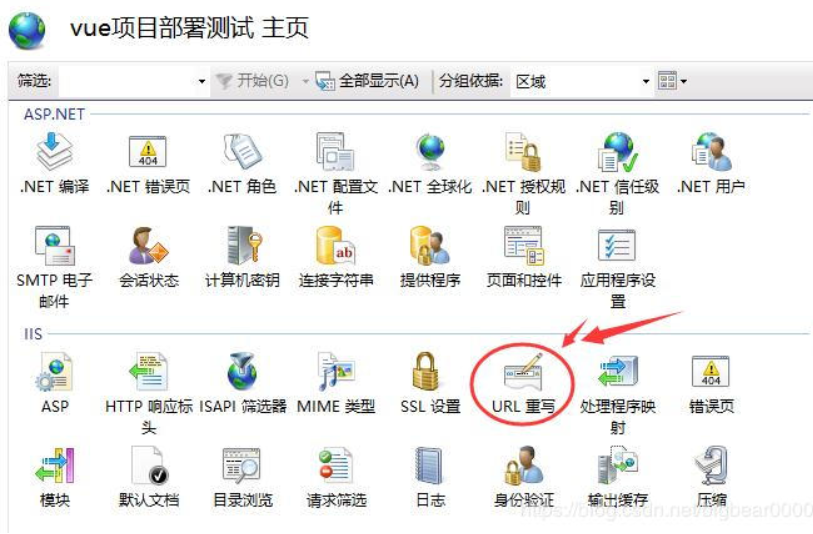 vue项目部署测试 主页
筛选: 开始(G) 全部显示(A) 分组依据: 区域
ASP.NET
404
.NET 编译 .NET 错误页 .NET 角色 .NET 配置文件 .NET 全球化 .NET 授权规则 .NET 信任级别 .NET 用户
ab
SMTP 电子邮件 会话状态 计算机密钥 连接字符串 提供程序 页面和控件 应用程序设置
IIS
404
ASP HTTP 响应标头 ISAPI 筛选器 MIME 类型 SSL 设置 URL 重写 处理程序映射 错误页
模块 默认文档 目录浏览 请求筛选 日志 身份验证 输出缓存 压缩
https://blog.csdn.net/bigbear0000